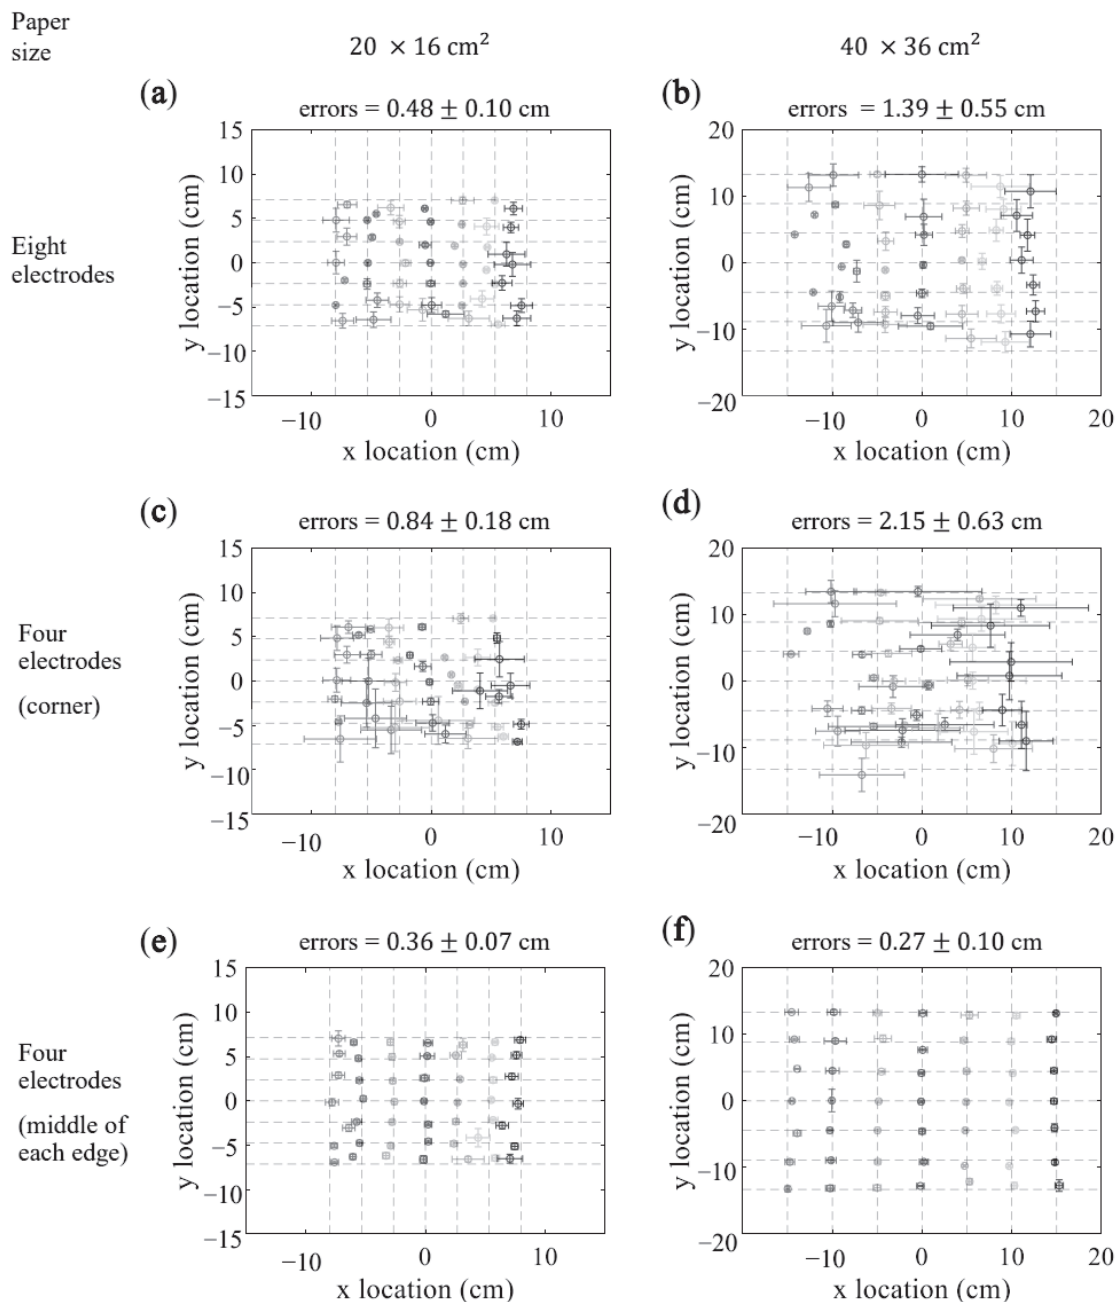 Paper
size
20 × 16 cm²
40 × 36 cm²
(a)
errors = 0.48 ± 0.10 cm
(b)
errors = 1.39 ± 0.55 cm
Eight
electrodes
y location (cm)
15
10
5
0
−5
−10
−15
−10
0
10
x location (cm)
y location (cm)
20
10
0
−10
−20
−10
0
10
20
x location (cm)
(c)
errors = 0.84 ± 0.18 cm
(d)
errors = 2.15 ± 0.63 cm
Four
electrodes
(corner)
y location (cm)
15
10
5
0
−5
−10
−15
−10
0
10
x location (cm)
y location (cm)
20
10
0
−10
−20
−10
0
10
20
x location (cm)
(e)
errors = 0.36 ± 0.07 cm
(f)
errors = 0.27 ± 0.10 cm
Four
electrodes
(middle of
each edge)
y location (cm)
15
10
5
0
−5
−10
−15
−10
0
10
x location (cm)
y location (cm)
20
10
0
−10
−20
−10
0
10
20
x location (cm)